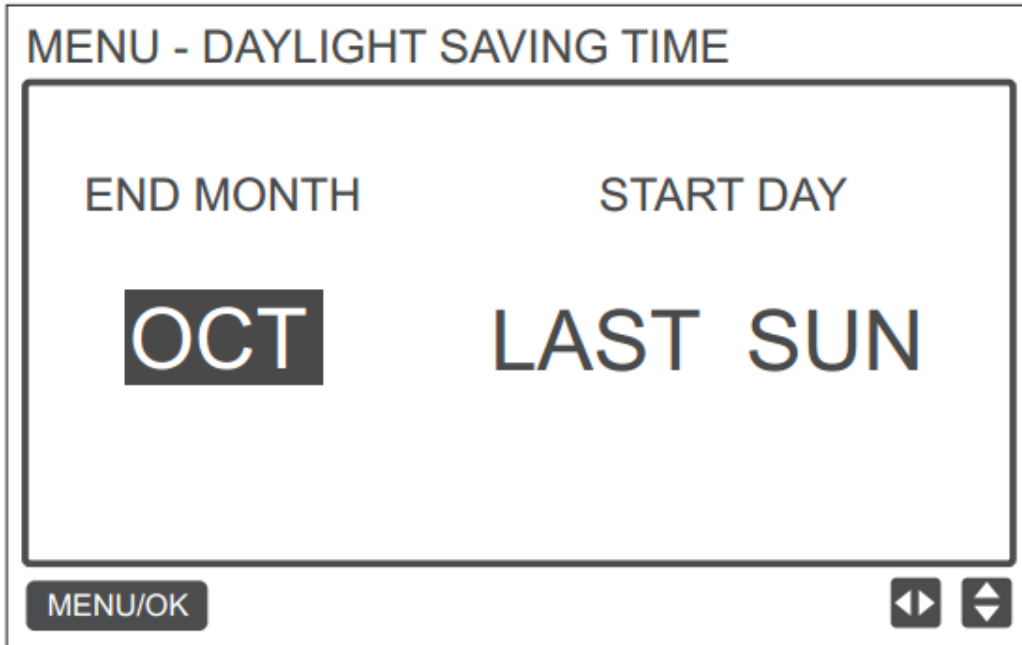 MENU - DAYLIGHT SAVING TIME
END MONTH START DAY
OCT LAST SUN
MENU/OK